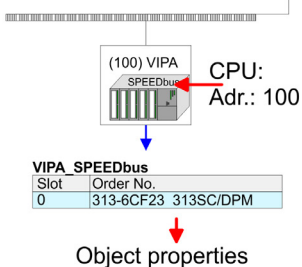 (100) VIPA
SPEEDbus
CPU:
Adr.: 100
VIPA_SPEEDbus
Slot Order No.
0 313-6CF23 313SC/DPM
Object properties